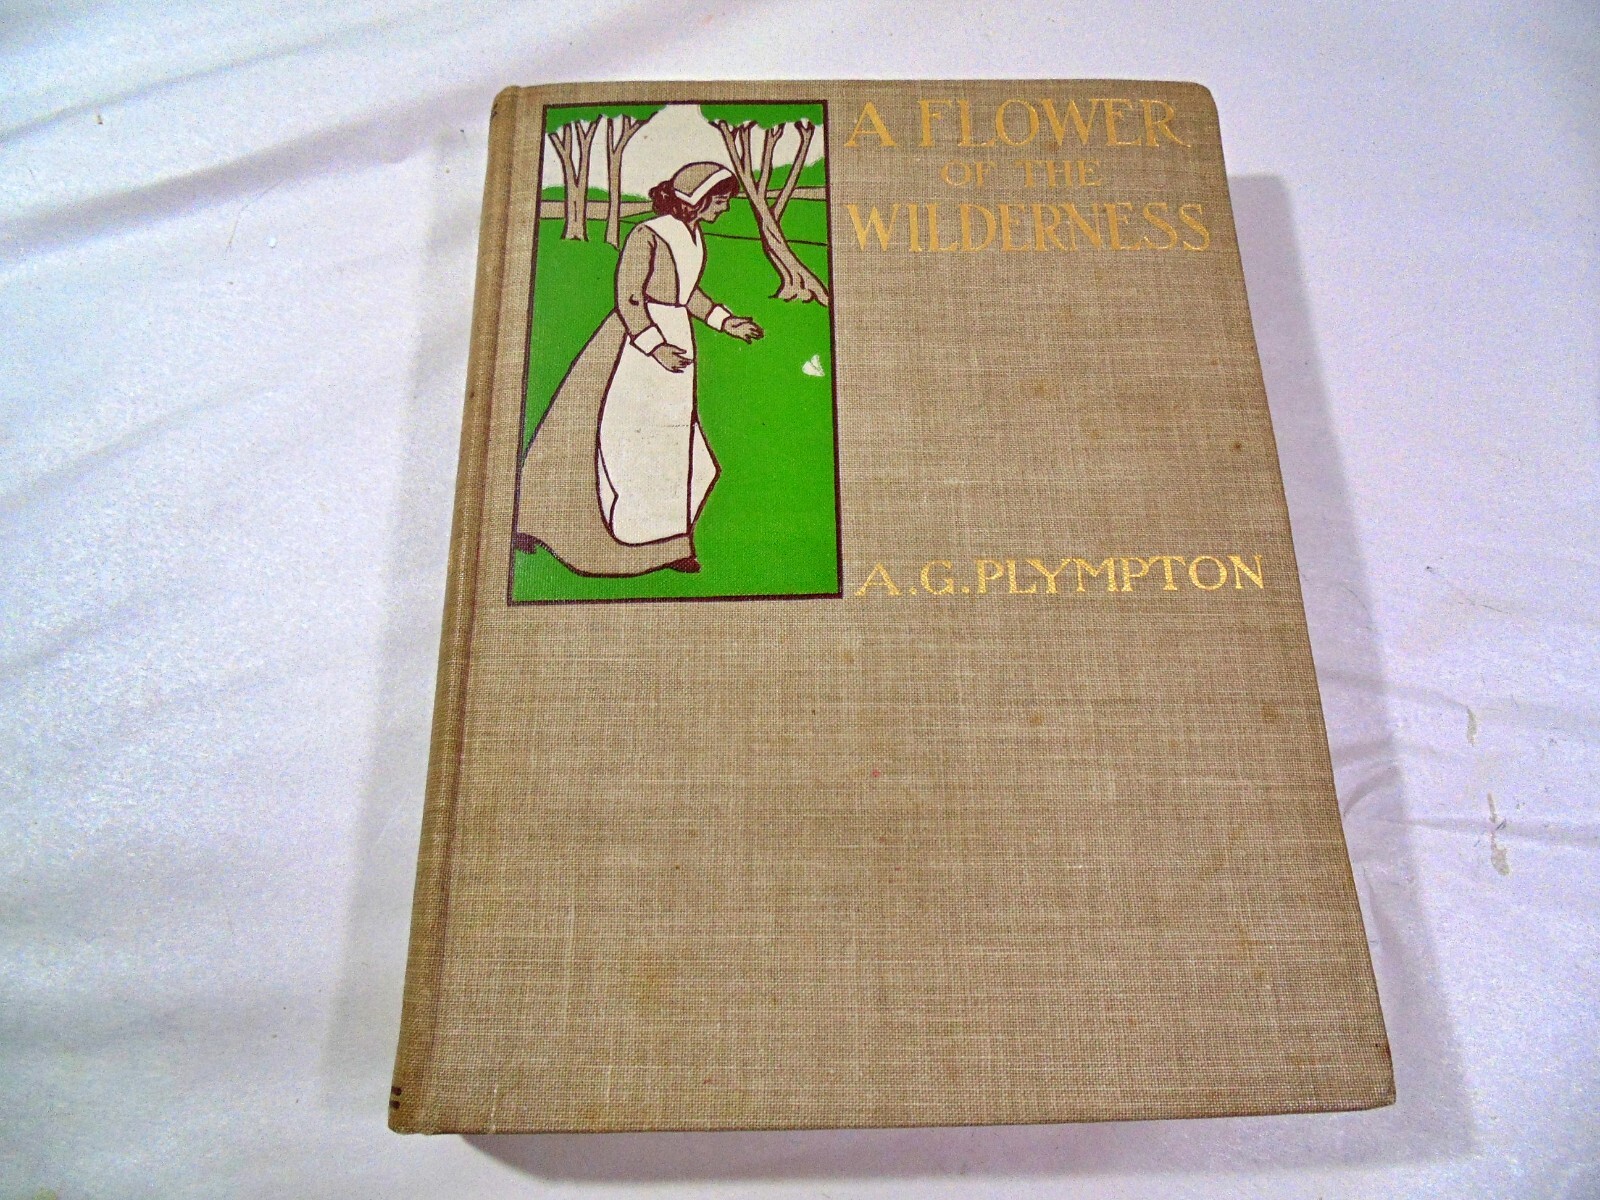 A FLOWER
OF THE
WILDERNESS
A.G.PLYMPTON